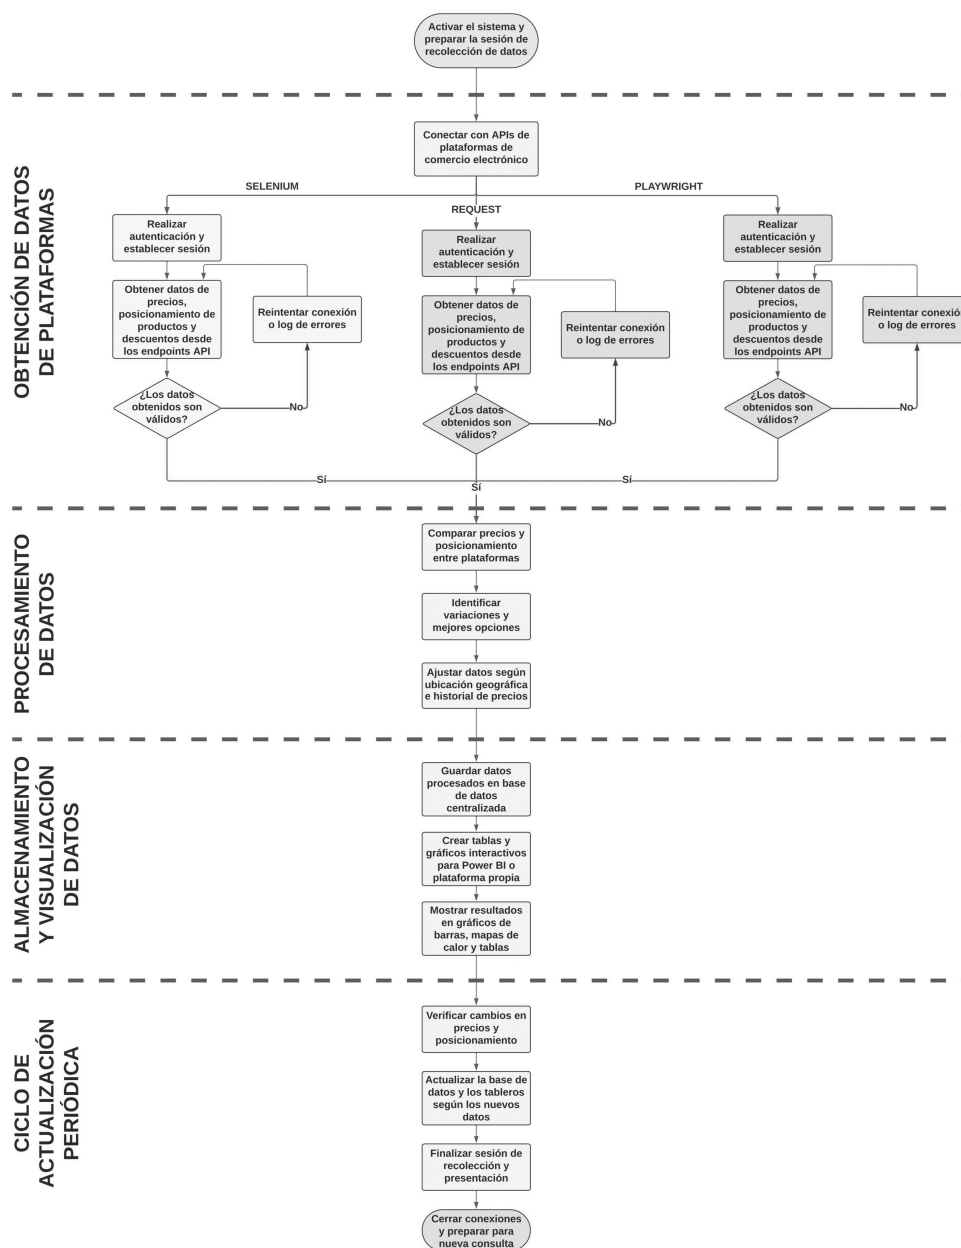 Activar el sistema y
preparar la sesión de
recolección de datos
OBTENCIÓN DE DATOS
DE PLATAFORMAS
Conectar con APIs de
plataformas de
comercio electrónico
SELENIUM
REQUEST
PLAYWRIGHT
Realizar
autenticación y
establecer sesión
Obtener datos de
precios,
posicionamiento de
productos y
descuentos desde
los endpoints API
Reintentar conexión
o log de errores
¿Los datos
obtenidos son
válidos?
No
Sí
Realizar
autenticación y
establecer sesión
Obtener datos de
precios,
posicionamiento de
productos y
descuentos desde
los endpoints API
Reintentar conexión
o log de errores
¿Los datos
obtenidos son
válidos?
No
Sí
Realizar
autenticación y
establecer sesión
Obtener datos de
precios,
posicionamiento de
productos y
descuentos desde
los endpoints API
Reintentar conexión
o log de errores
¿Los datos
obtenidos son
válidos?
No
Sí
PROCESAMIENTO
DE DATOS
Comparar precios y
posicionamiento
entre plataformas
Identificar
variaciones y
mejores opciones
Ajustar datos según
ubicación geográfica
e historial de precios
ALMACENAMIENTO
Y VISUALIZACIÓN
DE DATOS
Guardar datos
procesados en base
de datos
centralizada
Crear tablas y
gráficos interactivos
para Power BI o
plataforma propia
Mostrar resultados
en gráficos de
barras, mapas de
calor y tablas
CICLO DE
ACTUALIZACIÓN
PERIÓDICA
Verificar cambios en
precios y
posicionamiento
Actualizar la base de
datos y los tableros
según los nuevos
datos
Finalizar sesión de
recolección y
presentación
Cerrar conexiones
y preparar para
nueva consulta